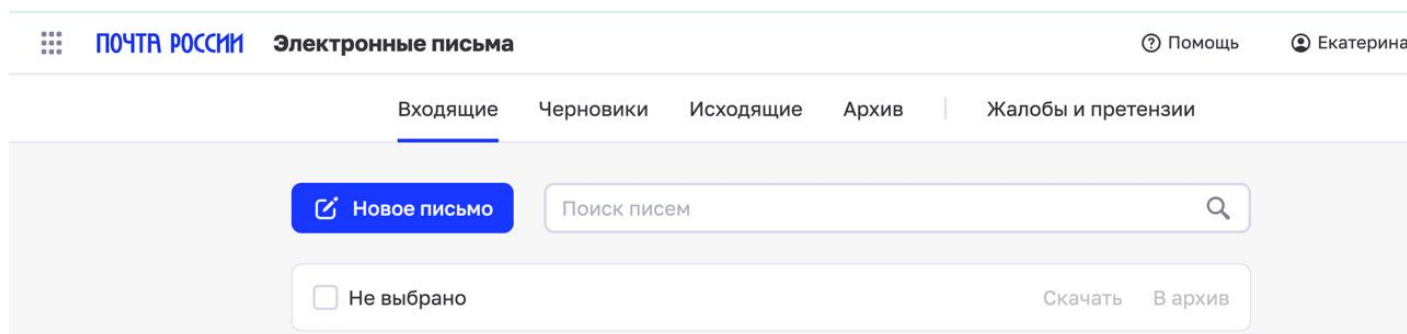 ПОЧТА РОССИИ Электронные письма Помощь Екатерина
Входящие Черновики Исходящие Архив Жалобы и претензии
Новое письмо Поиск писем
Не выбрано Скачать В архив